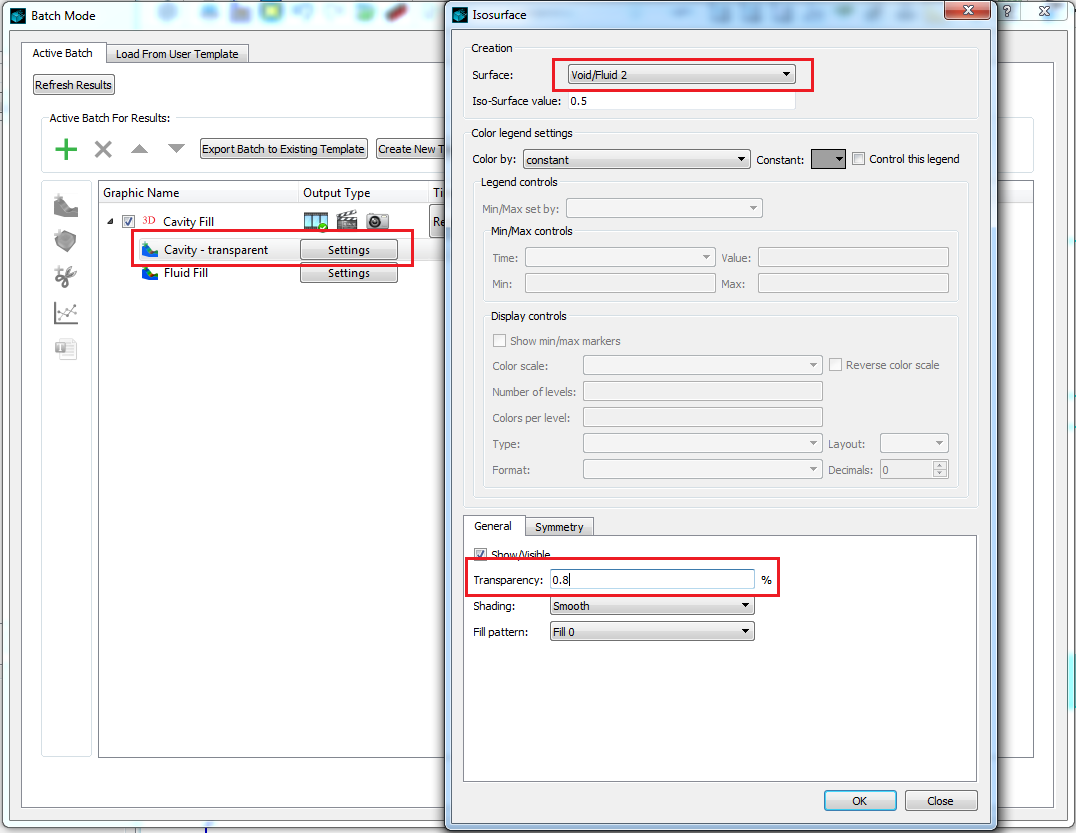 Batch Mode
Active Batch
Load From User Template
Refresh Results
Active Batch For Results:
Export Batch to Existing Template
Create New T
Graphic Name
Output Type
Ti
3D
Cavity Fill
Re
Cavity - transparent
Settings
Fluid Fill
Settings
Isosurface
Creation
Surface:
Void/Fluid 2
Iso-Surface value:
0.5
Color legend settings
Color by:
constant
Constant:
Control this legend
Legend controls
Min/Max set by:
Min/Max controls
Time:
Value:
Min:
Max:
Display controls
Show min/max markers
Color scale:
Reverse color scale
Number of levels:
Colors per level:
Type:
Layout:
Format:
Decimals:
0
General
Symmetry
Show/Visible
Transparency:
0.8
%
Shading:
Smooth
Fill pattern:
Fill 0
OK
Close